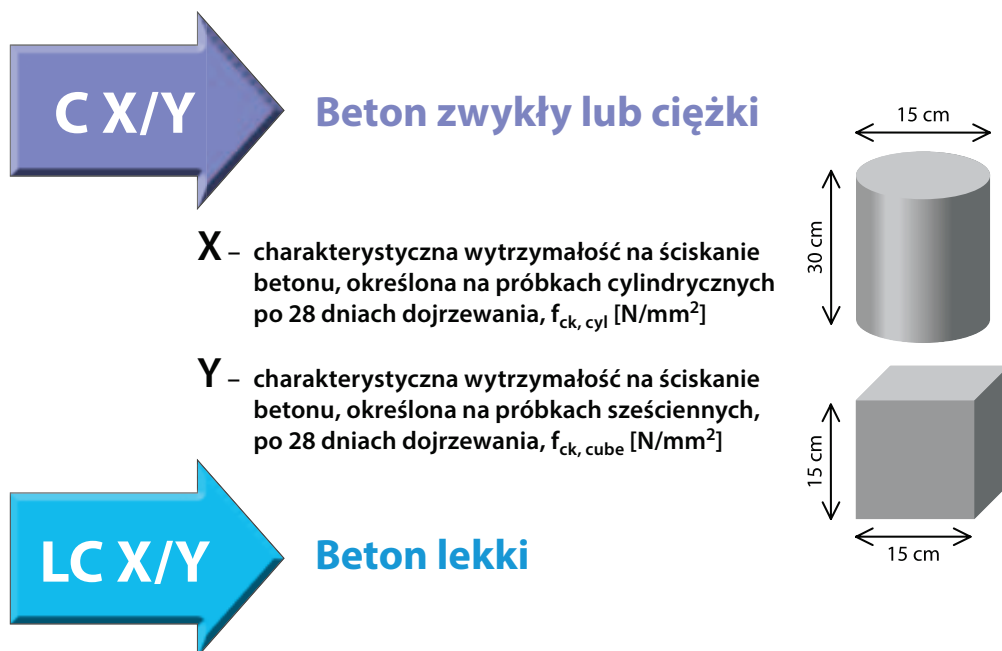 C X/Y
Beton zwykły lub ciężki
15 cm
30 cm
X – charakterystyczna wytrzymałość na ściskanie
betonu, określona na próbkach cylindrycznych
po 28 dniach dojrzewania, f_ck, cyl [N/mm²]
Y – charakterystyczna wytrzymałość na ściskanie
betonu, określona na próbkach sześciennych,
po 28 dniach dojrzewania, f_ck, cube [N/mm²]
15 cm
15 cm
LC X/Y
Beton lekki